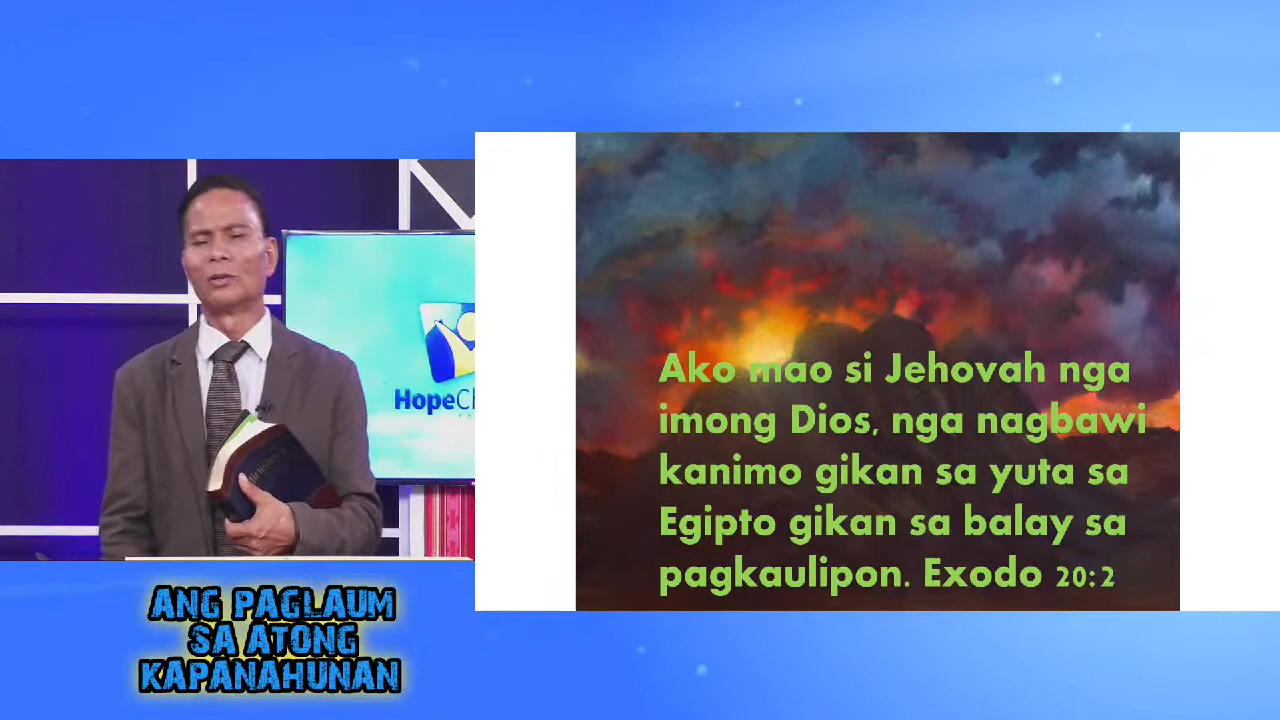 HopeCh
Ako mao si Jehovah nga
imong Dios, nga nagbawi
kanimo gikan sa yuta sa
Egipto gikan sa balay sa
pagkaulipon. Exodo 20:2
ANG PAGLAUM
SA ATONG
KAPANAHUNAN